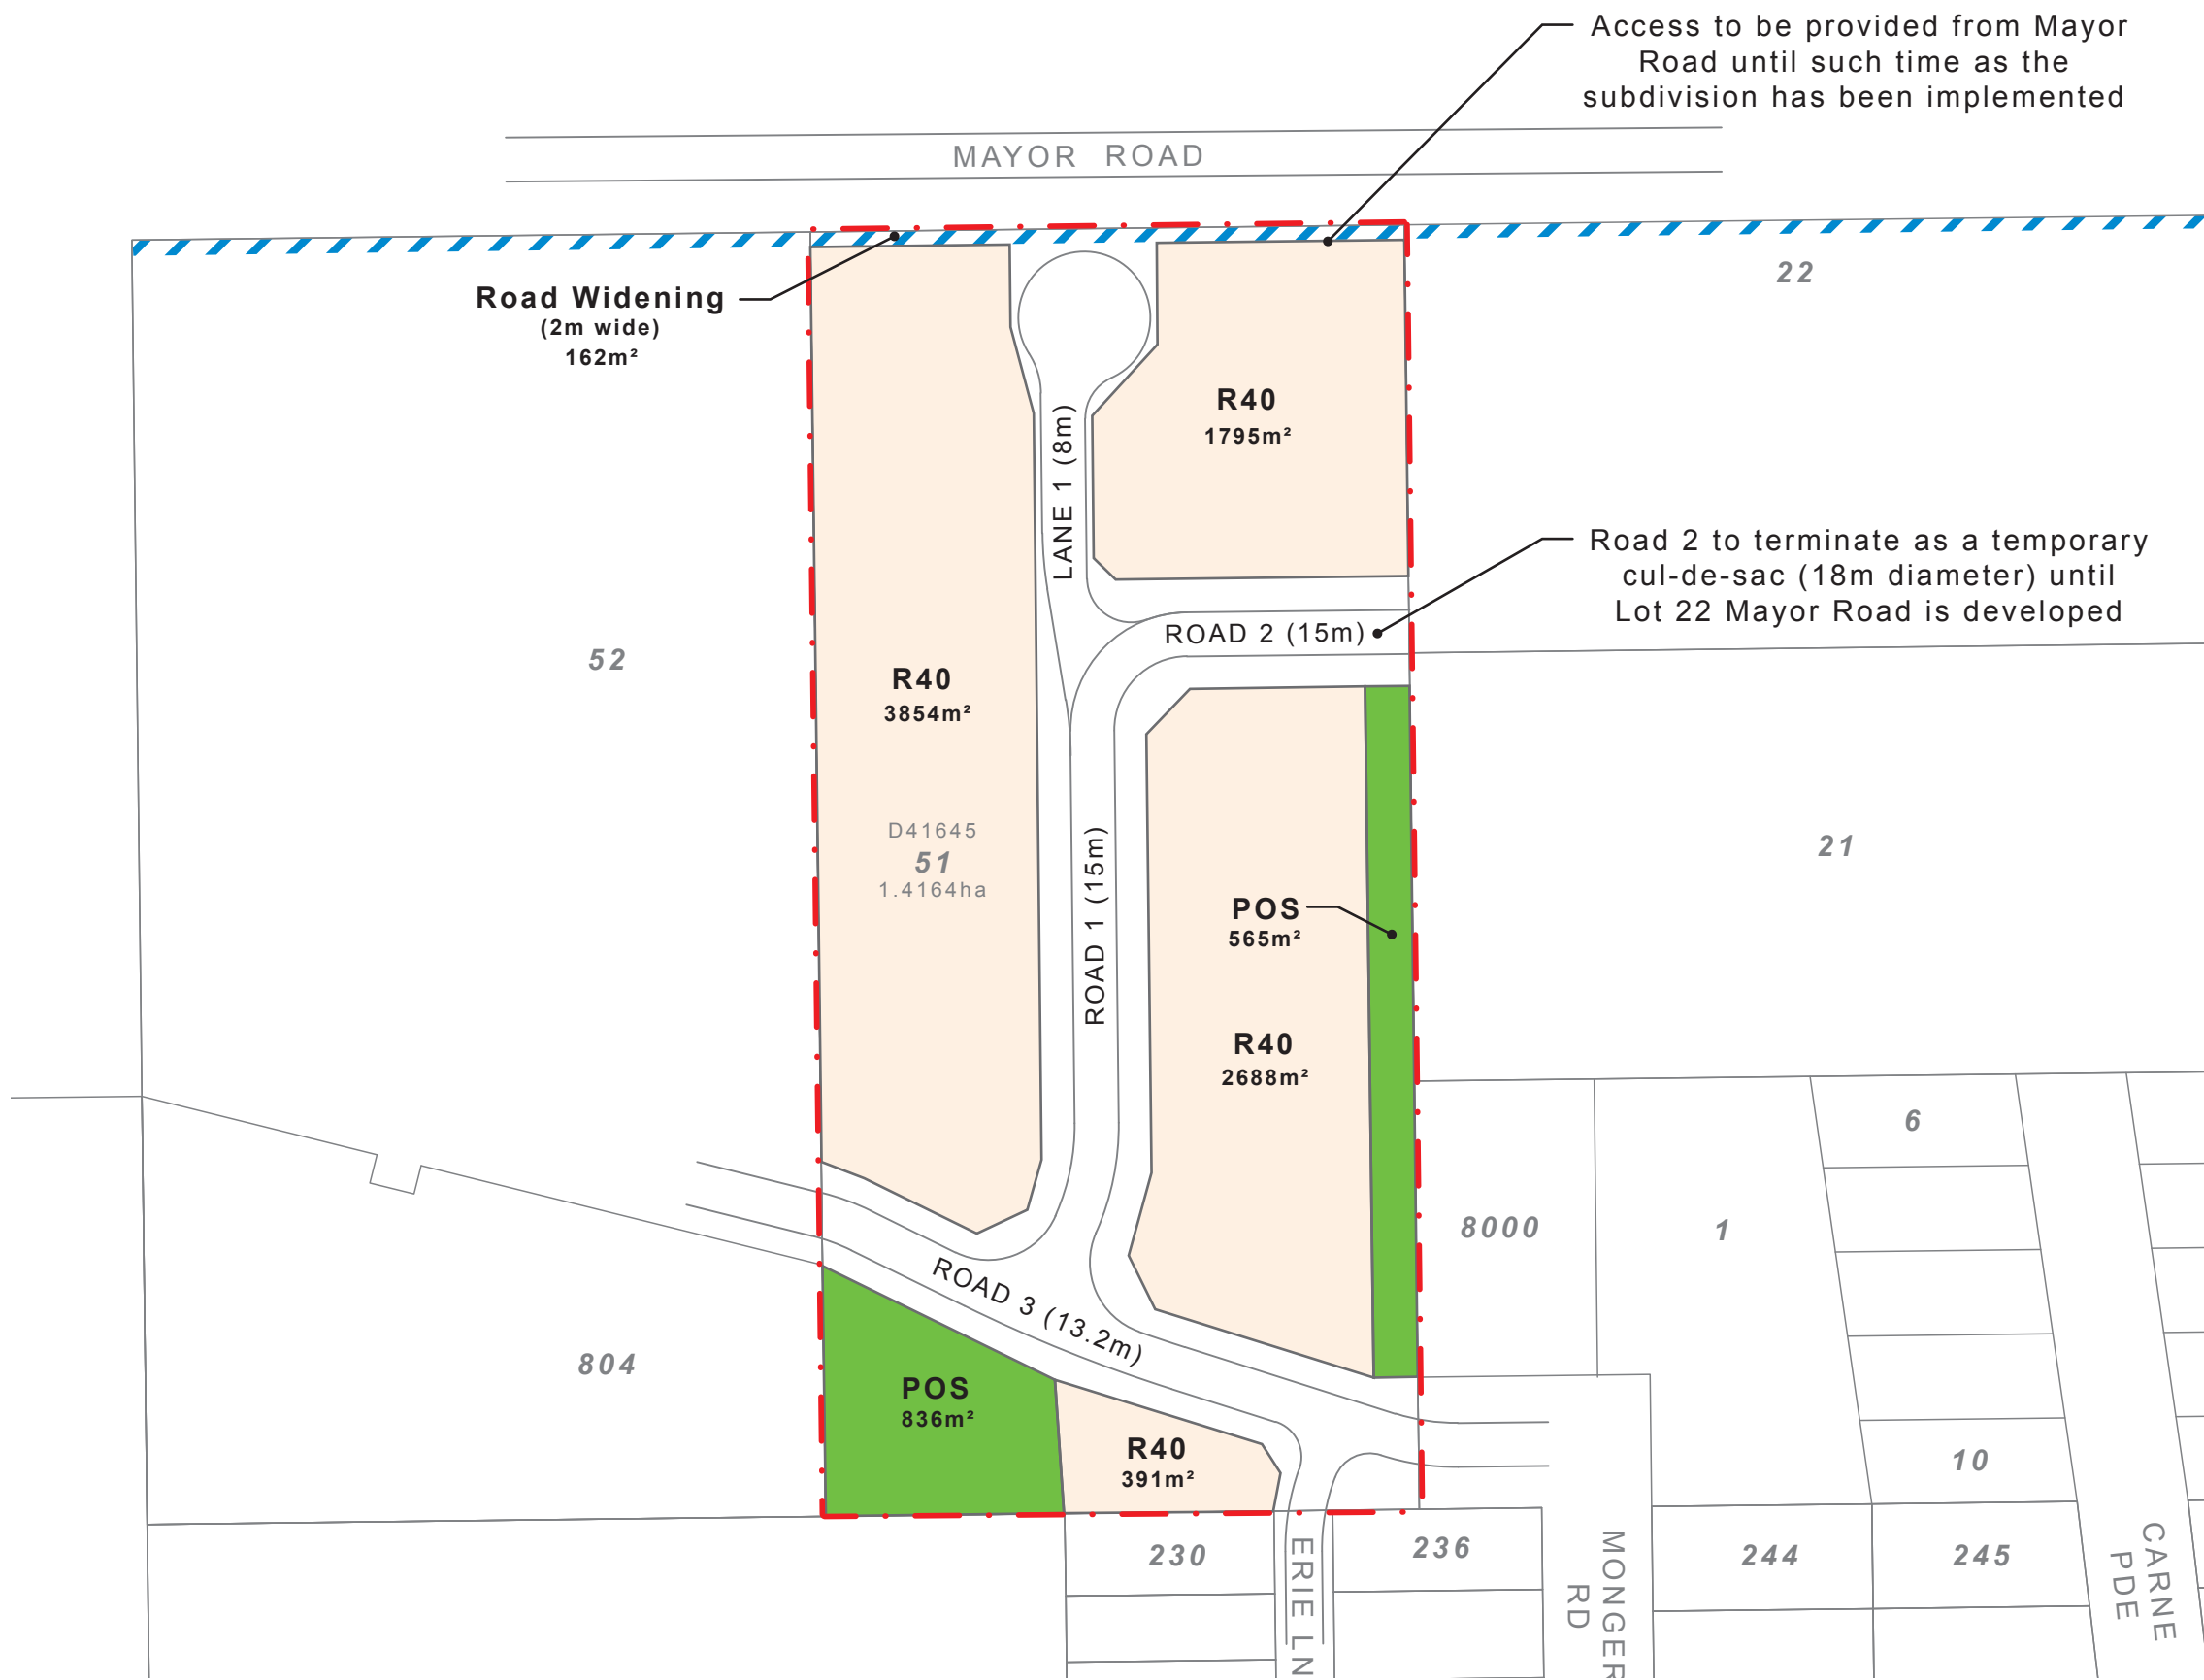 Access to be provided from Mayor
Road until such time as the
subdivision has been implemented
MAYOR ROAD
Road Widening
(2m wide)
162m²
22
R40
1795m²
LANE 1 (8m)
Road 2 to terminate as a temporary
cul-de-sac (18m diameter) until
Lot 22 Mayor Road is developed
ROAD 2 (15m)
52
R40
3854m²
D41645
51
1.4164ha
21
ROAD 1 (15m)
POS
565m²
R40
2688m²
6
8000
1
ROAD 3 (13.2m)
804
POS
836m²
R40
391m²
10
230
ERIE LN
236
MONGER
RD
244
245
CARNE
PDE